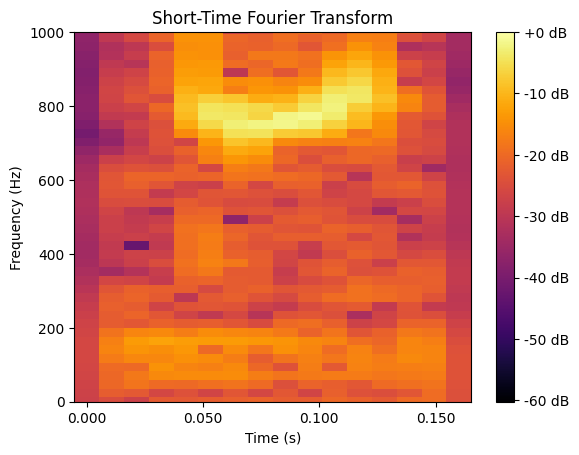 Short-Time Fourier Transform
1000
800
600
400
200
0
Frequency (Hz)
0.000
0.050
0.100
0.150
Time (s)
+0 dB
-10 dB
-20 dB
-30 dB
-40 dB
-50 dB
-60 dB